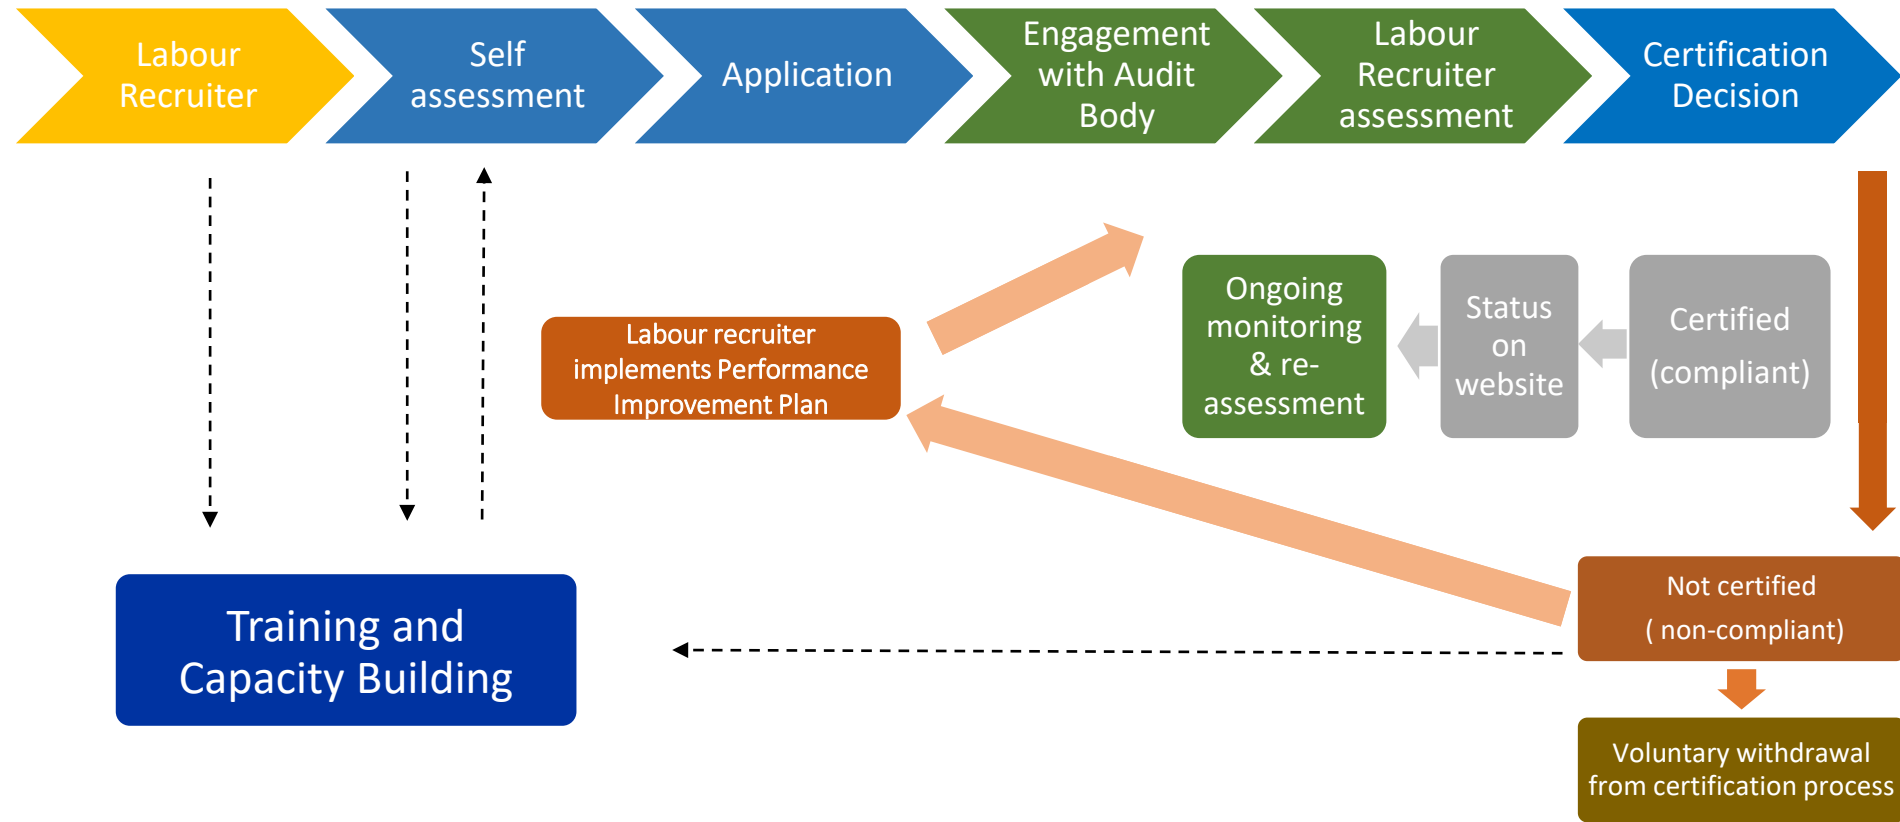 Labour
Recruiter
Self
assessment
Application
Engagement
with Audit
Body
Labour
Recruiter
assessment
Certification
Decision
Labour recruiter
implements Performance
Improvement Plan
Ongoing
monitoring
& re-
assessment
Status
on
website
Certified
(compliant)
Training and
Capacity Building
Not certified
( non-compliant)
Voluntary withdrawal
from certification process